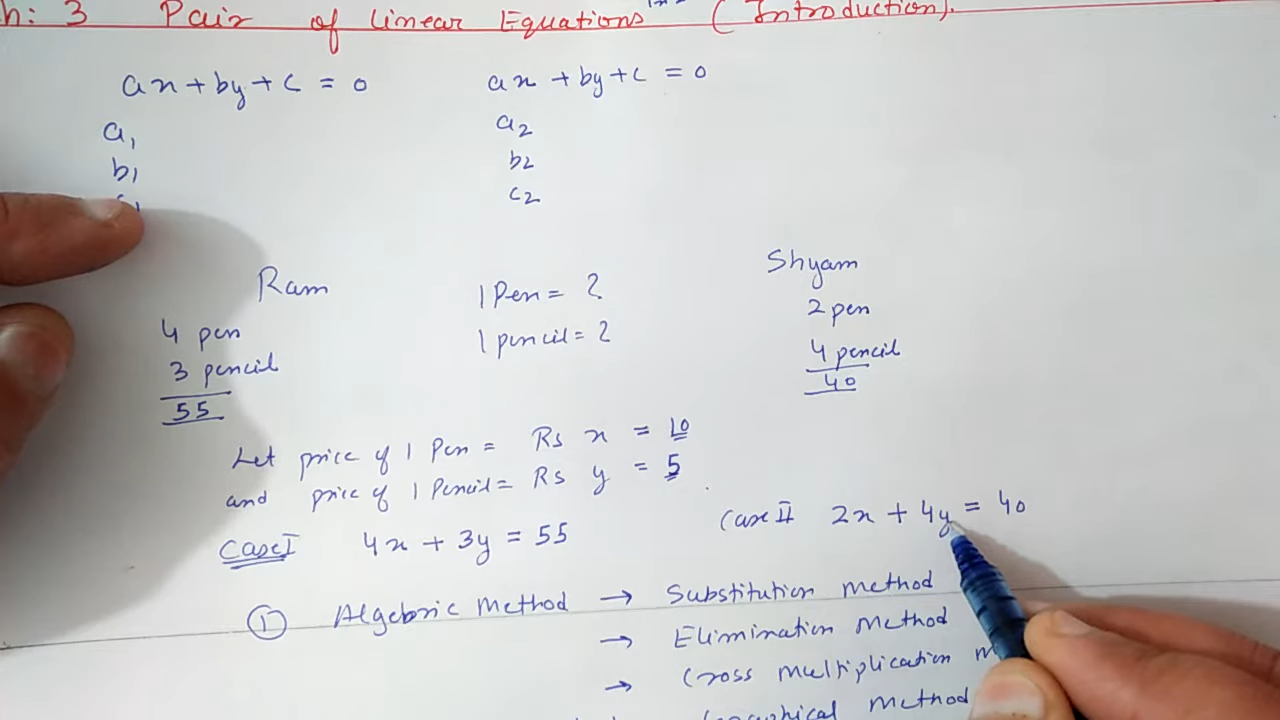 h: 3 Pair of linear Equations (Introduction).
ax + by + c = 0
ax + by + c = 0
a1
b1
a2
b2
c2
Ram
4 pen
3 pencil
55
1 Pen = ?
1 pencil = ?
Shyam
2 pen
4 pencil
40
Let price of 1 Pen = Rs x = 10
and price of 1 Pencil = Rs y = 5
Case I 4x + 3y = 55
Case II 2x + 4y = 40
① Algebric Method → Substitution Method
→ Elimination Method
→ Cross multiplication m
method